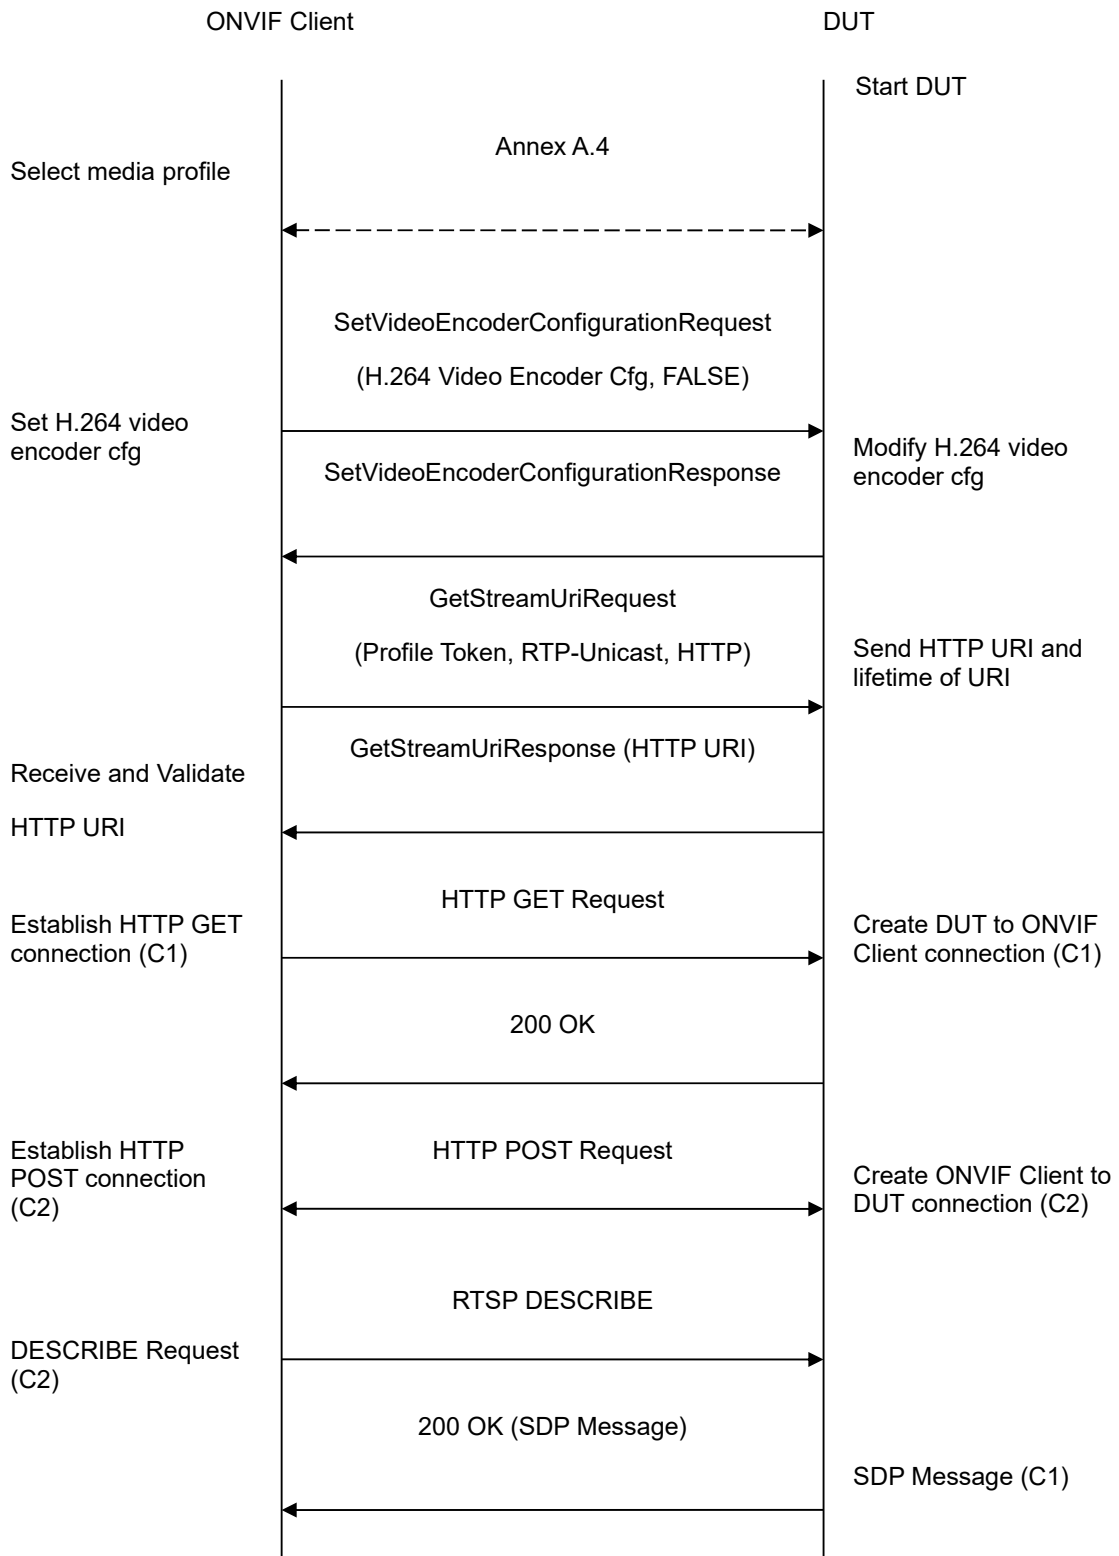 ONVIF Client
DUT
Start DUT
Annex A.4
Select media profile
SetVideoEncoderConfigurationRequest
(H.264 Video Encoder Cfg, FALSE)
Set H.264 video
encoder cfg
Modify H.264 video
encoder cfg
SetVideoEncoderConfigurationResponse
GetStreamUriRequest
(Profile Token, RTP-Unicast, HTTP)
Send HTTP URI and
lifetime of URI
GetStreamUriResponse (HTTP URI)
Receive and Validate
HTTP URI
HTTP GET Request
Establish HTTP GET
connection (C1)
Create DUT to ONVIF
Client connection (C1)
200 OK
Establish HTTP
POST connection
(C2)
HTTP POST Request
Create ONVIF Client to
DUT connection (C2)
RTSP DESCRIBE
DESCRIBE Request
(C2)
200 OK (SDP Message)
SDP Message (C1)